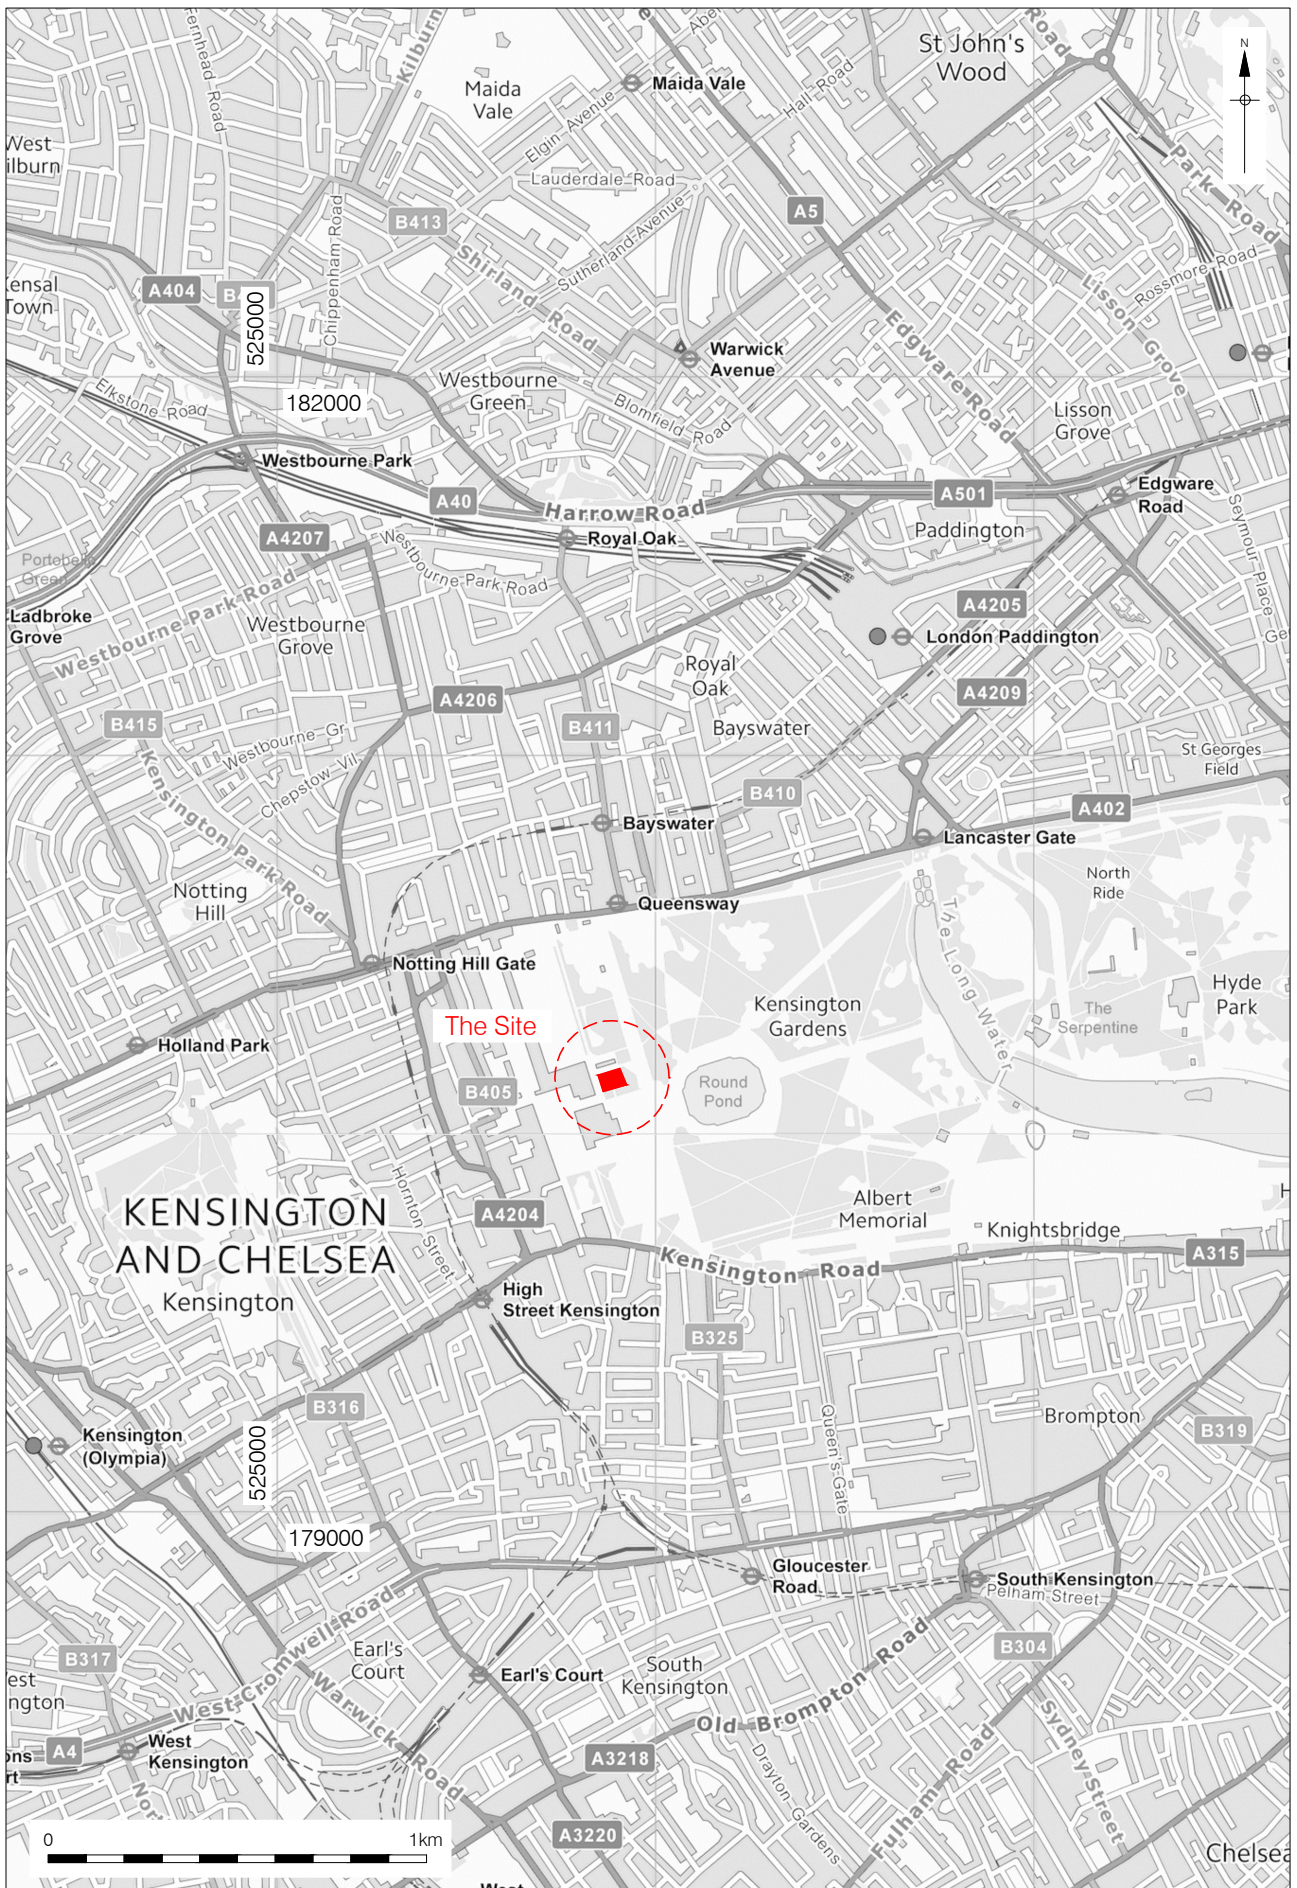 Fernhead Road
Kilburn
Maida
Vale
Maida Vale
Elgin Avenue
Hall Road
St John's
Wood
Road
N
West
Lauderdale Road
Sutherland Avenue
B413
Shirland Road
Chippenham Road
A5
Park Road
Rossmore Road
Lisson Grove
Town
A404
525000
182000
Elkstone Road
Westbourne
Green
Warwick
Avenue
Blomfield Road
Edgware Road
Lisson
Grove
Westbourne Park
A40
Harrow Road
A501
Edgware
Road
Paddington
Seymour Place
A4207
Royal Oak
Westbourne Park Road
Portobello
Green
Ladbroke
Grove
Westbourne Park Road
Westbourne
Grove
A4205
London Paddington
Royal
Oak
A4206
A4209
B415
B411
Bayswater
Westbourne Gr
Chepstow Vil
Kensington Park Road
St Georges
Field
B410
A402
Bayswater
Lancaster Gate
Notting
Hill
Queensway
North
Ride
The Long Water
Notting Hill Gate
Kensington
Gardens
Hyde
Park
The
Serpentine
The Site
Holland Park
B405
Round
Pond
Hornton Street
KENSINGTON
AND CHELSEA
Kensington
A4204
Albert
Memorial
Knightsbridge
Kensington Road
A315
High
Street Kensington
B325
B316
Queen's Gate
Brompton
B319
Kensington
(Olympia)
525000
179000
Gloucester
Road
South Kensington
Pelham Street
West Cromwell Road
Earl's
Court
Earl's Court
South
Kensington
B304
B317
Warwick Road
Old Brompton Road
Sydney Street
A4
West
Kensington
A3218
Drayton Gardens
Fulham Road
A3220
Chelsea
0
1km
West